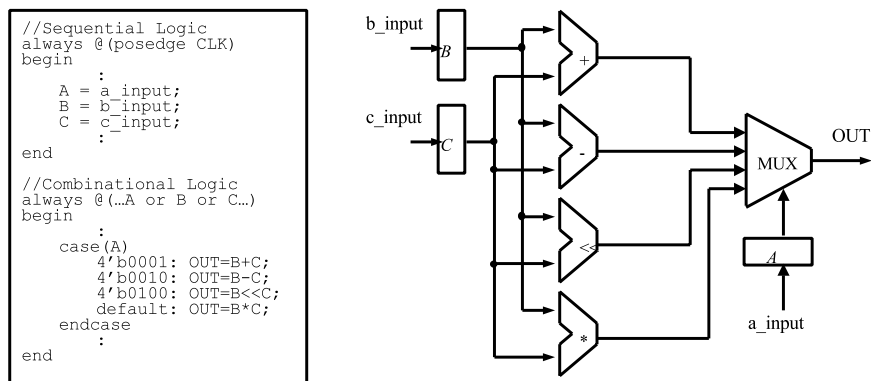 //Sequential Logic
always @(posedge CLK)
begin
:
A = a_input;
B = b_input;
C = c_input;
:
end
//Combinational Logic
always @(…A or B or C…)
begin
:
case(A)
4’b0001: OUT=B+C;
4’b0010: OUT=B-C;
4’b0100: OUT=B<<C;
default: OUT=B*C;
endcase
:
end
b_input
B
c_input
C
+
-
<<
*
MUX
OUT
A
a_input